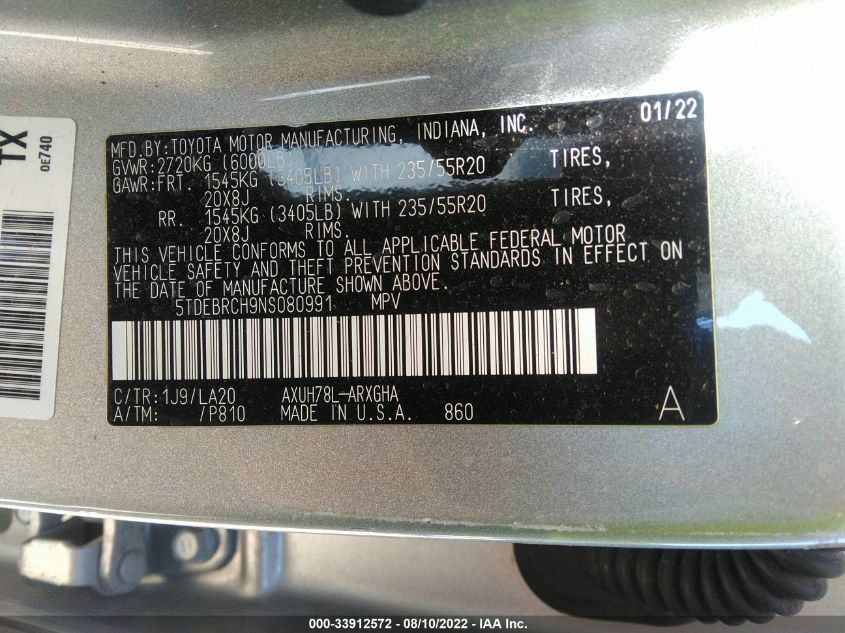 TX
0E740
MFD.BY:TOYOTA MOTOR MANUFACTURING, INDIANA, INC. 01/22
GVWR: 2720KG (6000LB)
GAWR:FRT. 1545KG (3405LB) WITH 235/55R20 TIRES,
20X8J RIMS.
RR. 1545KG (3405LB) WITH 235/55R20 TIRES,
20X8J RIMS.
THIS VEHICLE CONFORMS TO ALL APPLICABLE FEDERAL MOTOR
VEHICLE SAFETY AND THEFT PREVENTION STANDARDS IN EFFECT ON
THE DATE OF MANUFACTURE SHOWN ABOVE.
5TDEBRCH9NS080991 MPV
C/TR:1J9/LA20 AXUH78L-ARXGHA
A/TM: /P810 MADE IN U.S.A. 860 A
000-33912572 - 08/10/2022 - IAA Inc.